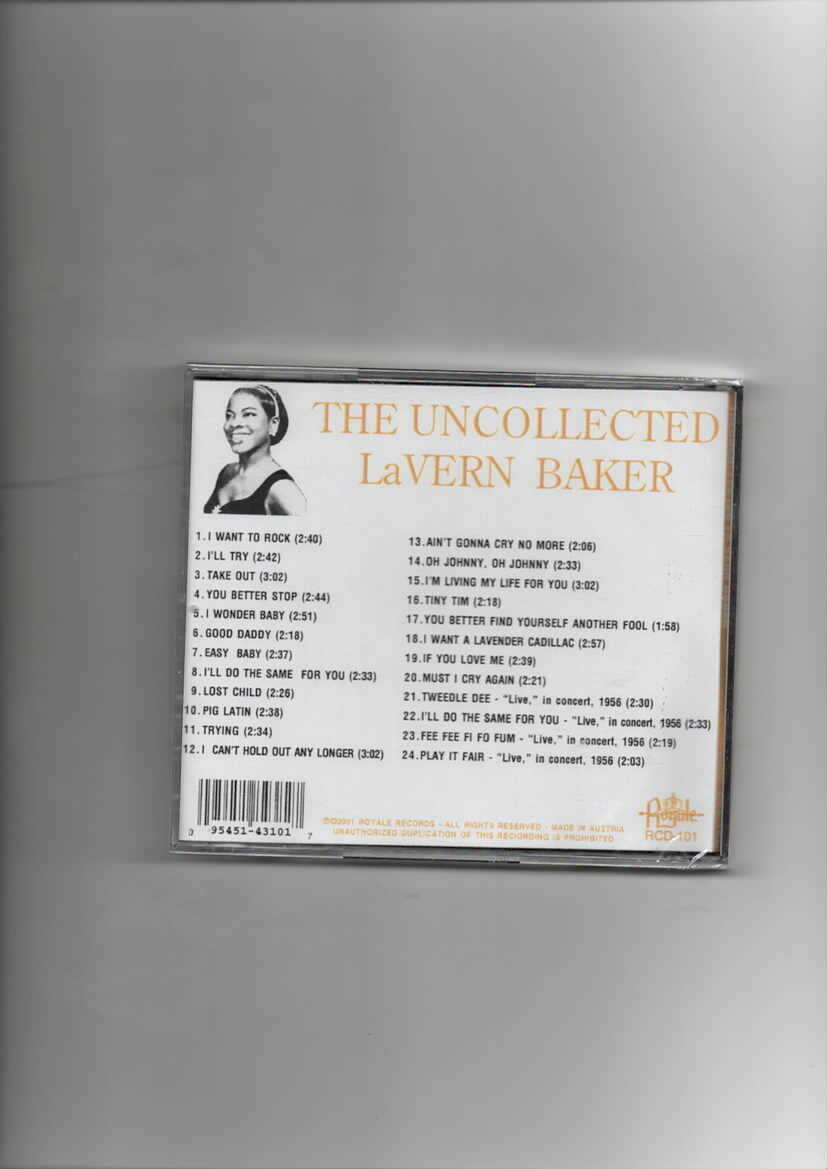 THE UNCOLLECTED
LaVERN BAKER
1.I WANT TO ROCK (2:40)
2.I'LL TRY (2:42)
3.TAKE OUT (3:02)
4.YOU BETTER STOP (2:44)
5.I WONDER BABY (2:51)
6.GOOD DADDY (2:18)
7.EASY BABY (2:37)
8.I'LL DO THE SAME FOR YOU (2:33)
9.LOST CHILD (2:26)
10.PIG LATIN (2:38)
11.TRYING (2:34)
12.I CAN'T HOLD OUT ANY LONGER (3:02)
13.AIN'T GONNA CRY NO MORE (2:06)
14.OH JOHNNY, OH JOHNNY (2:33)
15.I'M LIVING MY LIFE FOR YOU (3:02)
16.TINY TIM (2:18)
17.YOU BETTER FIND YOURSELF ANOTHER FOOL (1:58)
18.I WANT A LAVENDER CADILLAC (2:57)
19.IF YOU LOVE ME (2:39)
20.MUST I CRY AGAIN (2:21)
21.TWEEDLE DEE - "Live," in concert, 1956 (2:30)
22.I'LL DO THE SAME FOR YOU - "Live," in concert, 1956 (2:33)
23.FEE FEE FI FO FUM - "Live," in concert, 1956 (2:19)
24.PLAY IT FAIR - "Live," in concert, 1956 (2:03)
0 95451-43101 7
℗©2001 ROYALE RECORDS - ALL RIGHTS RESERVED - MADE IN AUSTRIA
UNAUTHORIZED DUPLICATION OF THIS RECORDING IS PROHIBITED
Royale
RCD-101